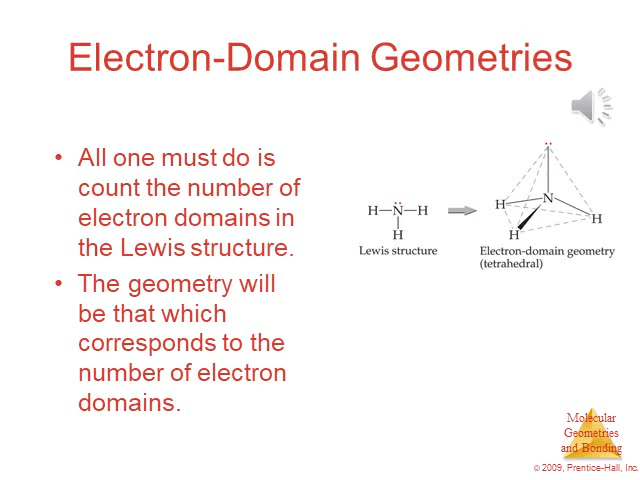 Electron-Domain Geometries
• All one must do is
count the number of
electron domains in
the Lewis structure.
• The geometry will
be that which
corresponds to the
number of electron
domains.
H—N—H
H
Lewis structure
N
H
H
H
Electron-domain geometry
(tetrahedral)
Molecular
Geometries
and Bonding
© 2009, Prentice-Hall, Inc.